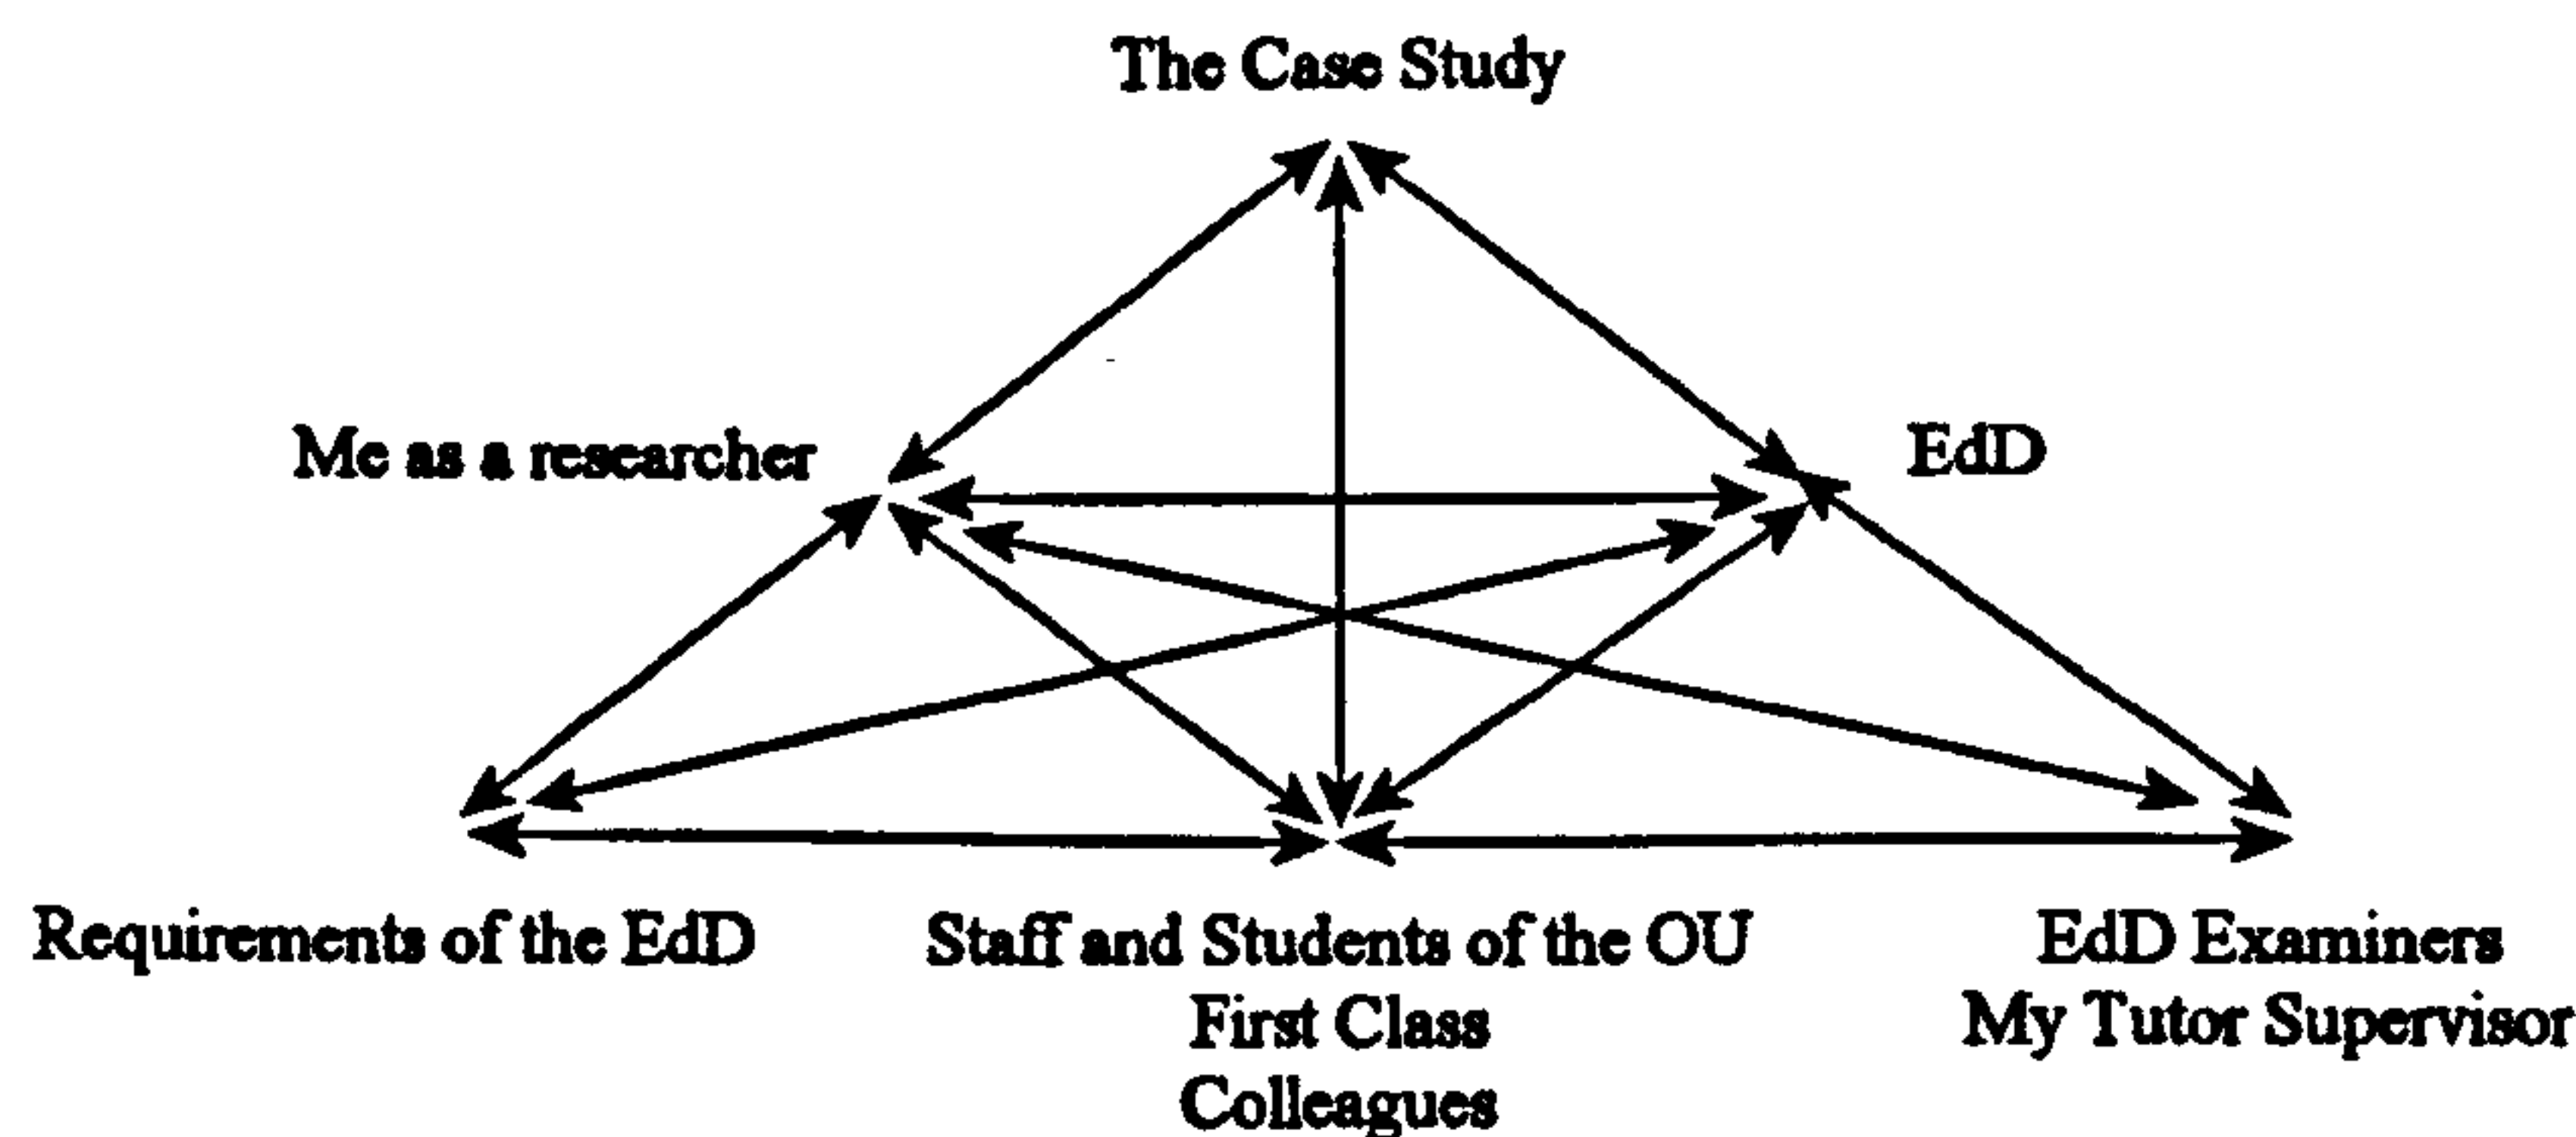 The Case Study
Me as a researcher
EdD
Requirements of the EdD
Staff and Students of the OU
First Class
Colleagues
EdD Examiners
My Tutor Supervisor